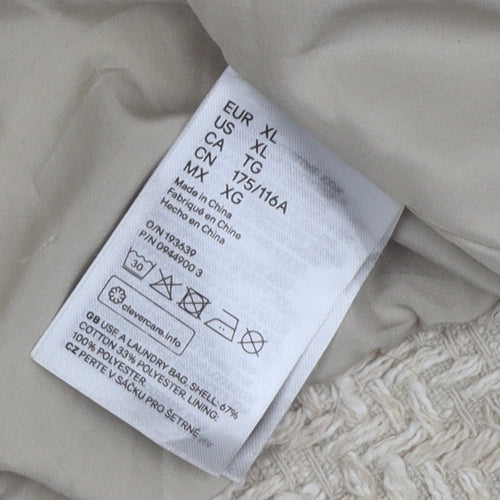 EUR XL
US XL
CA TG
CN 175/116A
MX XG
Made in China
Fabriqué en Chine
Hecho en China
O/N 193639
P/N 0944900 3
30
clevercare.info
GB USE A LAUNDRY BAG. SHELL: 67%
COTTON 33% POLYESTER. LINING:
100% POLYESTER
CZ PERTE V SÁČKU PRO ŠETRNÉ